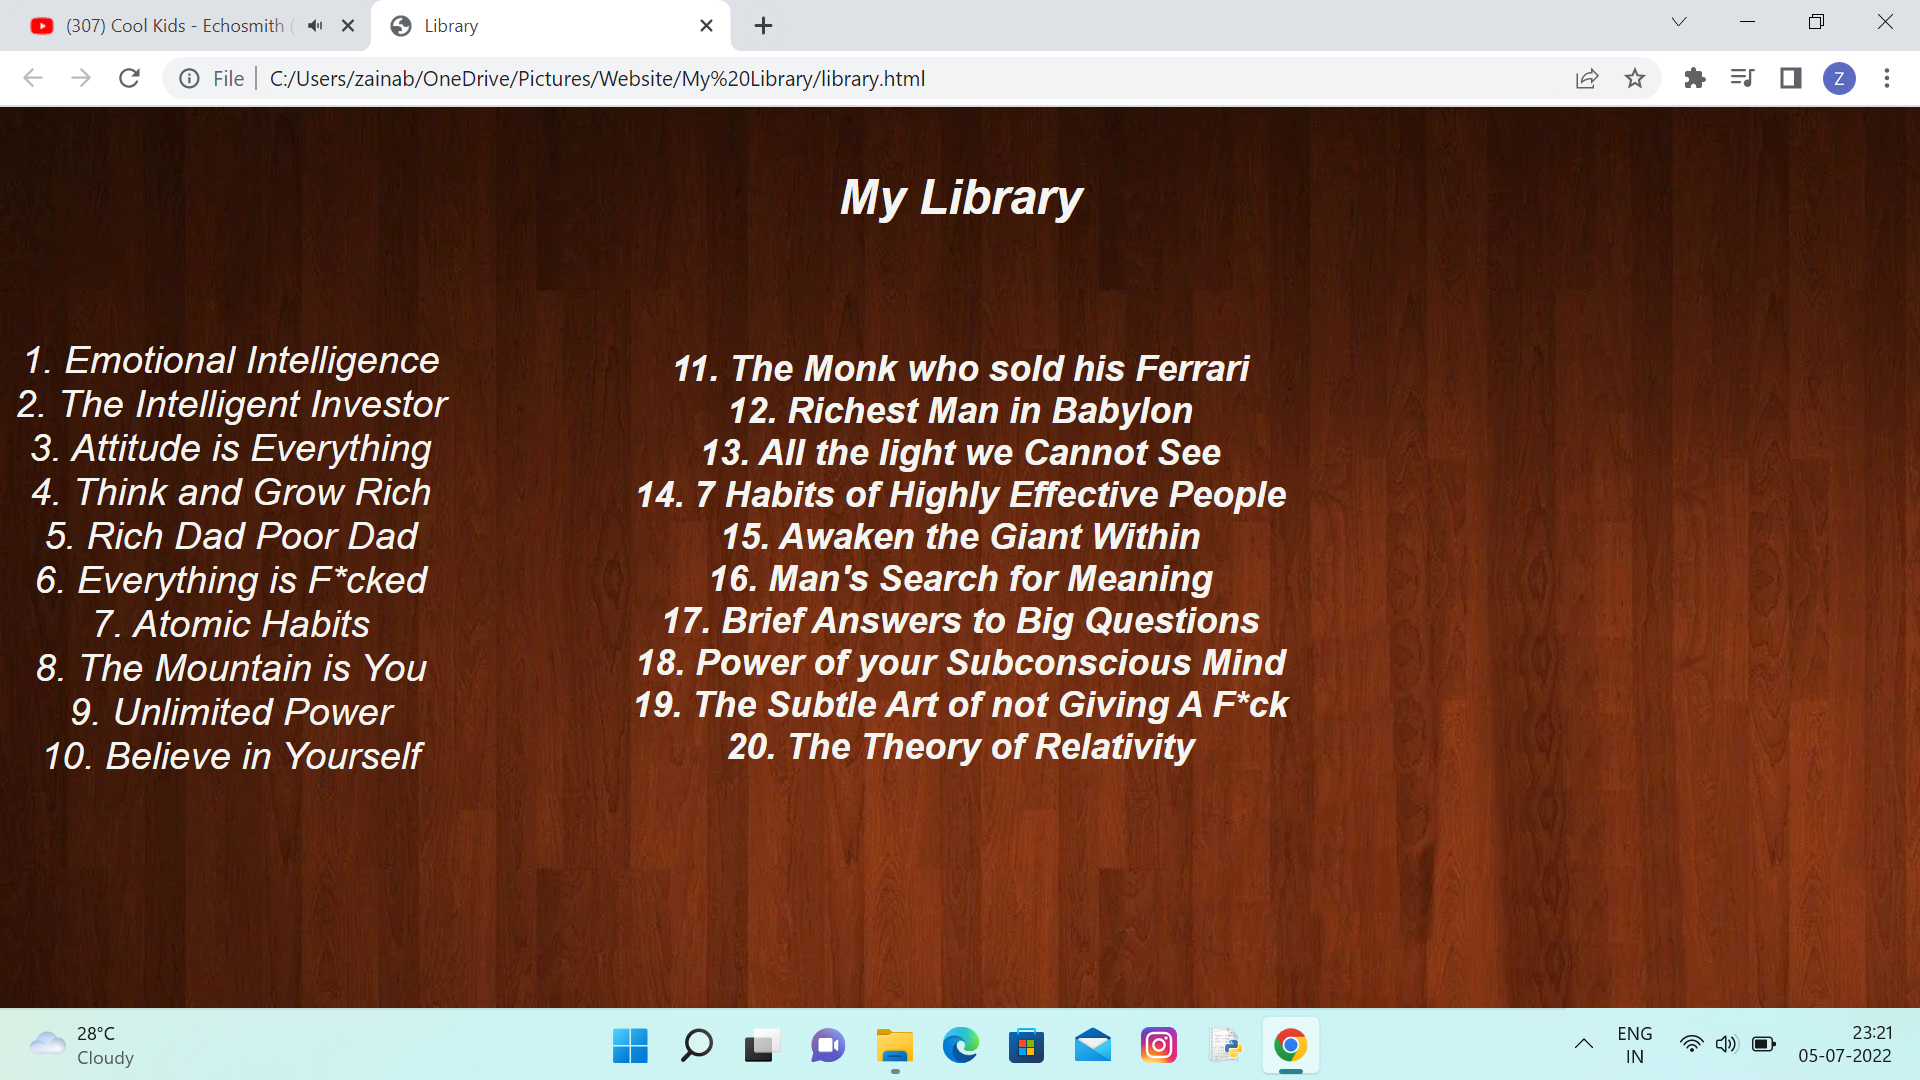 (307) Cool Kids - Echosmith (
Library
File
C:/Users/zainab/OneDrive/Pictures/Website/My%20Library/library.html
Z
My Library
1. Emotional Intelligence
2. The Intelligent Investor
3. Attitude is Everything
4. Think and Grow Rich
5. Rich Dad Poor Dad
6. Everything is F*cked
7. Atomic Habits
8. The Mountain is You
9. Unlimited Power
10. Believe in Yourself
11. The Monk who sold his Ferrari
12. Richest Man in Babylon
13. All the light we Cannot See
14. 7 Habits of Highly Effective People
15. Awaken the Giant Within
16. Man's Search for Meaning
17. Brief Answers to Big Questions
18. Power of your Subconscious Mind
19. The Subtle Art of not Giving A F*ck
20. The Theory of Relativity
28°C
Cloudy
ENG
IN
23:21
05-07-2022